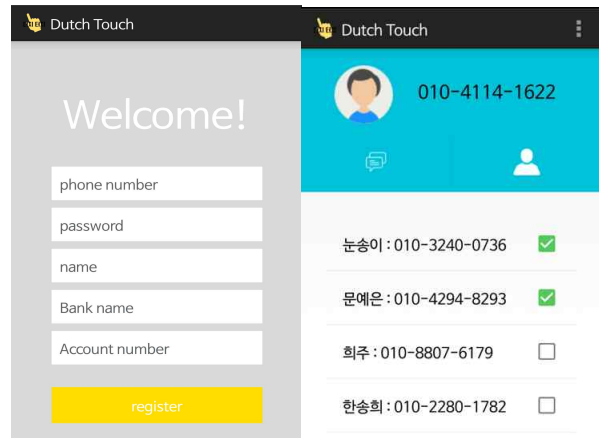 Dutch Touch
Welcome!
phone number
password
name
Bank name
Account number
register
Dutch Touch
010-4114-1622
눈송이 : 010-3240-0736
문예은 : 010-4294-8293
희주 : 010-8807-6179
한송희 : 010-2280-1782